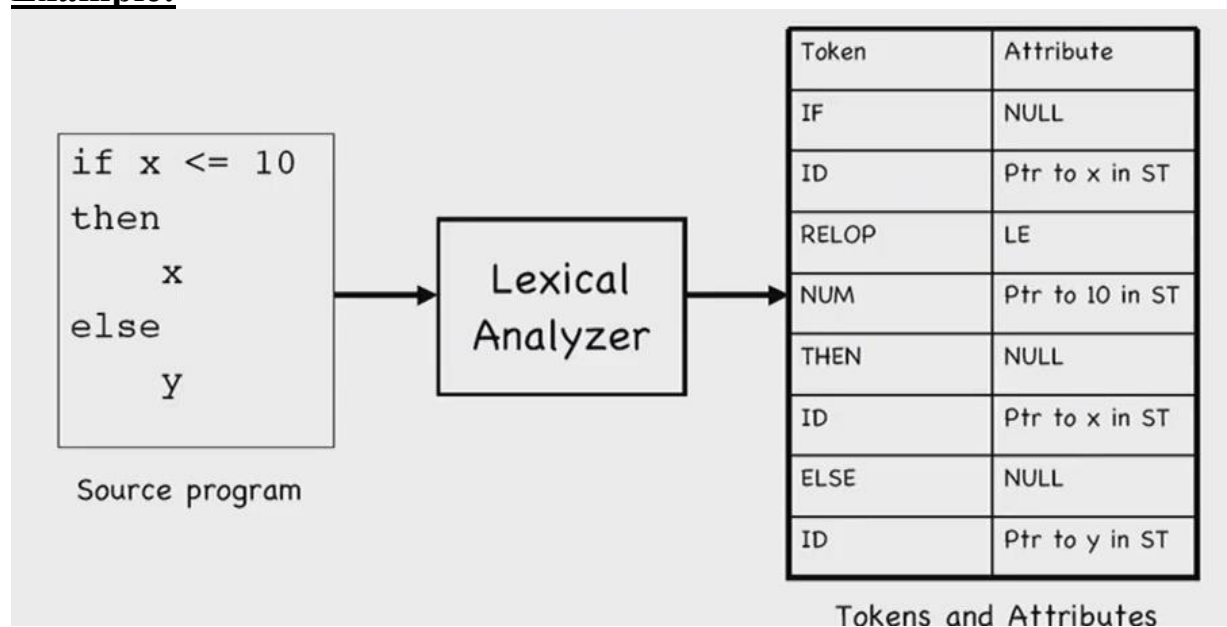 Example:
if x <= 10
then
x
else
y
Source program
Lexical
Analyzer
Token Attribute
IF NULL
ID Ptr to x in ST
RELOP LE
NUM Ptr to 10 in ST
THEN NULL
ID Ptr to x in ST
ELSE NULL
ID Ptr to y in ST
Tokens and Attributes